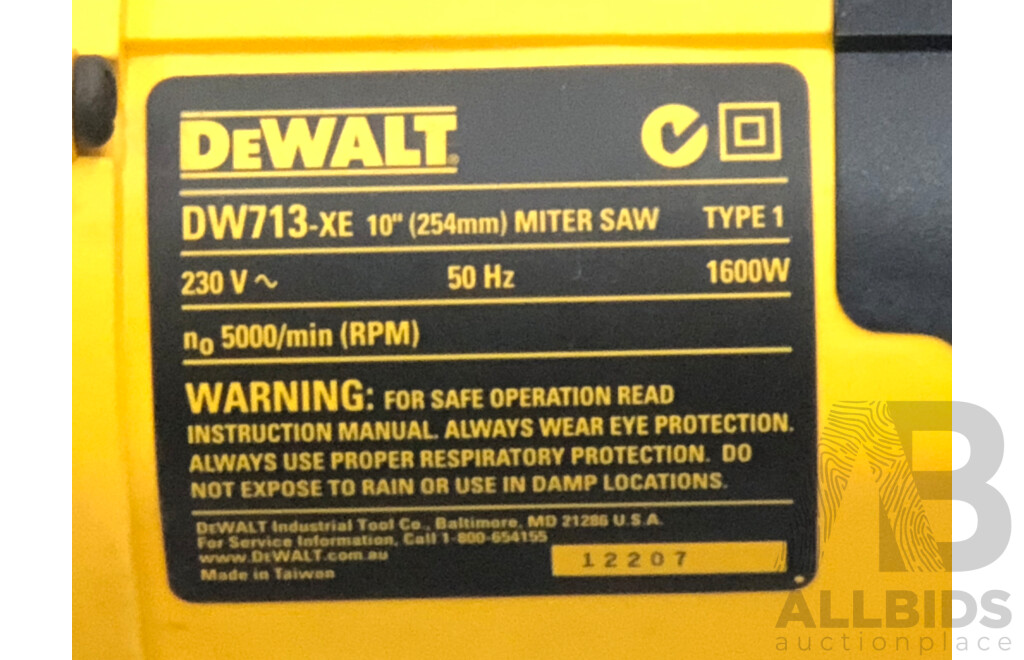 DEWALT
DW713-XE 10" (254mm) MITER SAW TYPE 1
230 V ~ 50 Hz 1600W
no 5000/min (RPM)
WARNING: FOR SAFE OPERATION READ
INSTRUCTION MANUAL. ALWAYS WEAR EYE PROTECTION.
ALWAYS USE PROPER RESPIRATORY PROTECTION. DO
NOT EXPOSE TO RAIN OR USE IN DAMP LOCATIONS.
DEWALT Industrial Tool Co., Baltimore, MD 21286 U.S.A.
For Service Information, Call 1-800-654155
www.DEWALT.com.au
Made in Taiwan
12207
AB
ALLBIDS
auctionplace